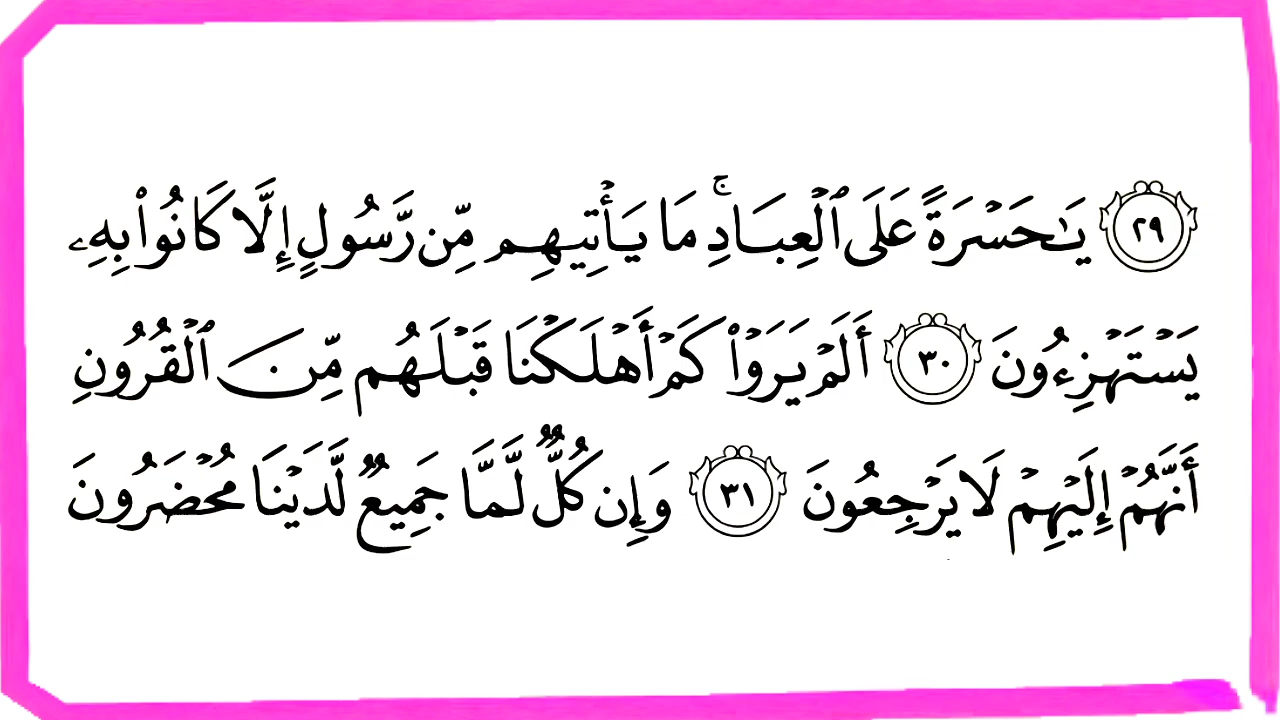 ٢٩ يَٰحَسْرَةً عَلَى ٱلْعِبَادِۚ مَا يَأْتِيهِم مِّن رَّسُولٍ إِلَّا كَانُوا۟ بِهِۦ
يَسْتَهْزِءُونَ ٣٠ أَلَمْ يَرَوْا۟ كَمْ أَهْلَكْنَا قَبْلَهُم مِّنَ ٱلْقُرُونِ
أَنَّهُمْ إِلَيْهِمْ لَا يَرْجِعُونَ ٣١ وَإِن كُلٌّ لَّمَّا جَمِيعٌ لَّدَيْنَا مُحْضَرُونَ